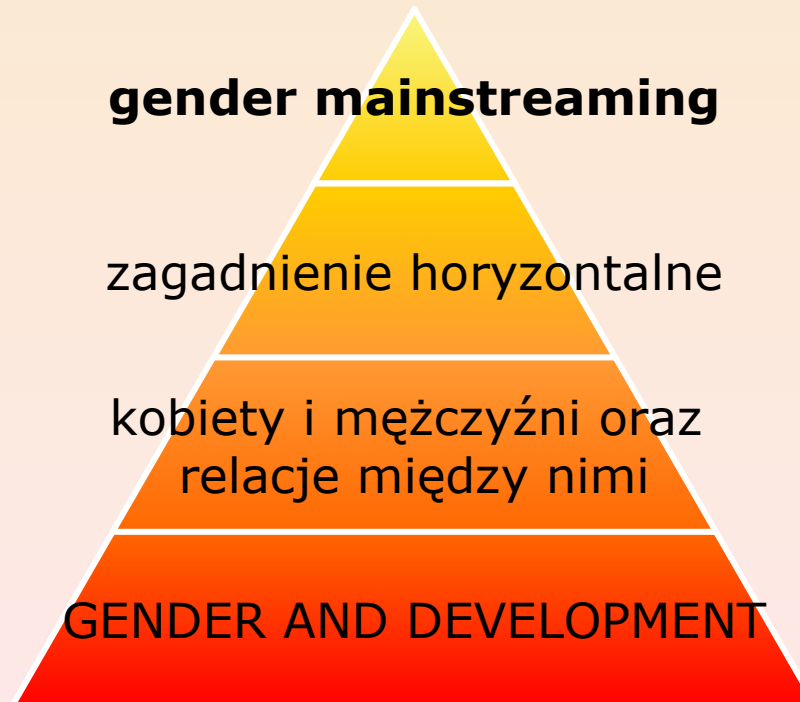 gender mainstreaming
zagadnienie horyzontalne
kobiety i mężczyźni oraz
relacje między nimi
GENDER AND DEVELOPMENT